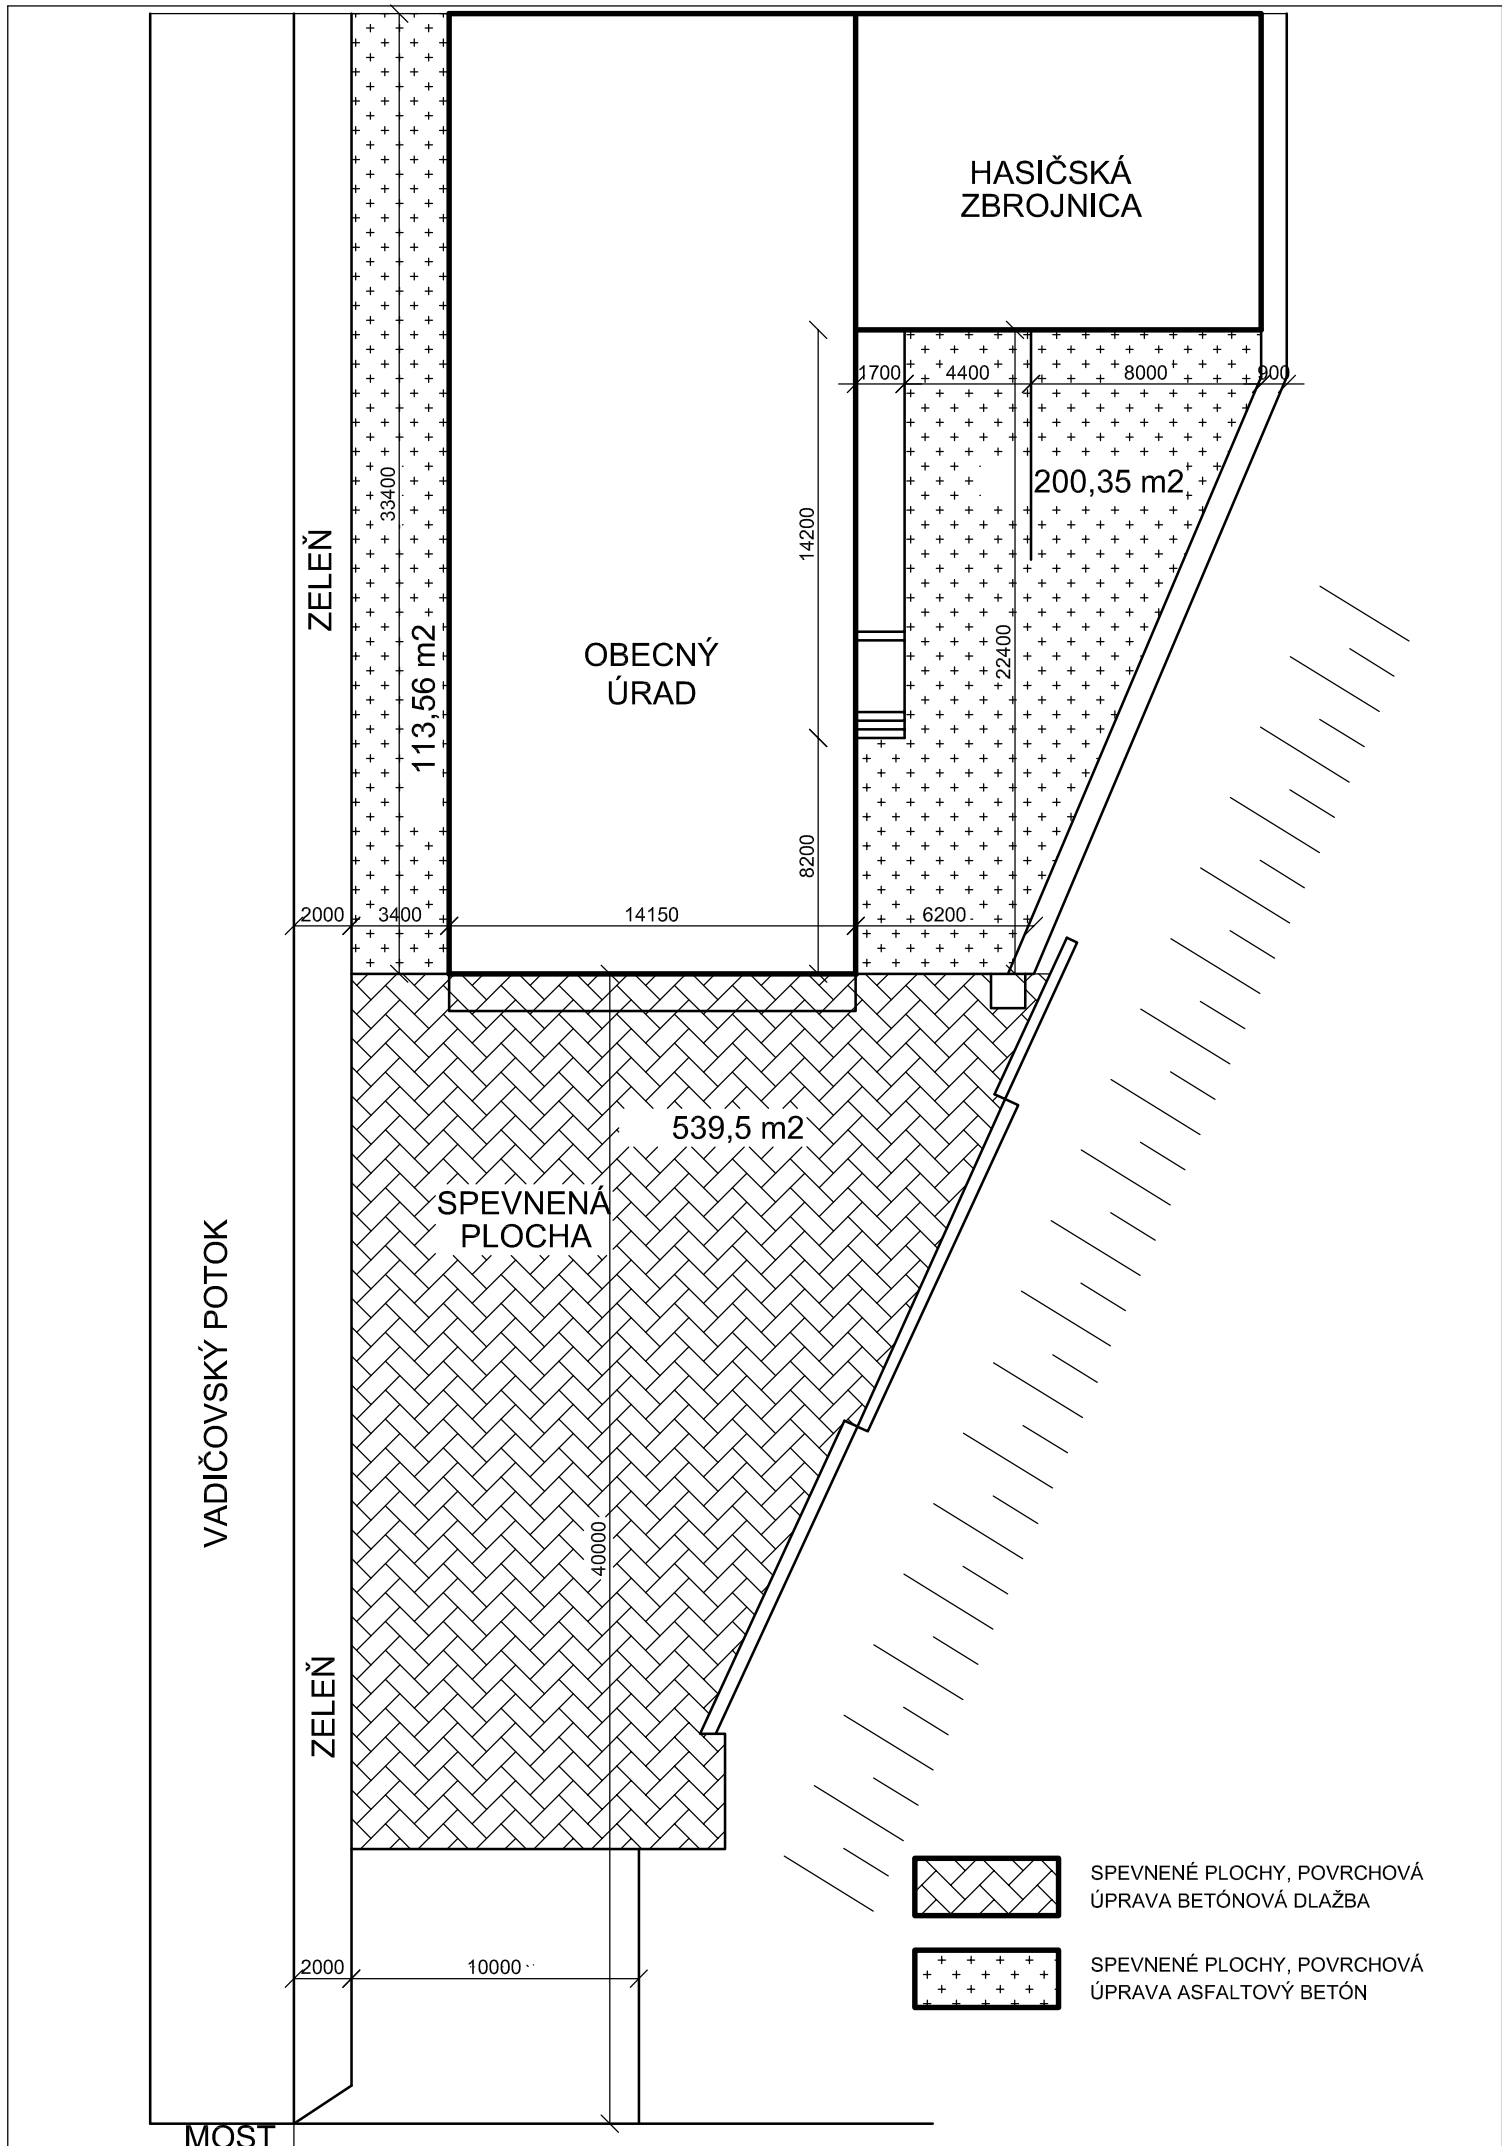 HASIČSKÁ
ZBROJNICA
1700
4400
8000
900
33400
200,35 m2
14200
ZELEŇ
22400
113,56 m2
OBECNÝ
ÚRAD
8200
2000
3400
14150
6200
539,5 m2
SPEVNENÁ
PLOCHA
VADIČOVSKÝ POTOK
40000
ZELEŇ
SPEVNENÉ PLOCHY, POVRCHOVÁ
ÚPRAVA BETÓNOVÁ DLAŽBA
SPEVNENÉ PLOCHY, POVRCHOVÁ
ÚPRAVA ASFALTOVÝ BETÓN
2000
10000
MOST